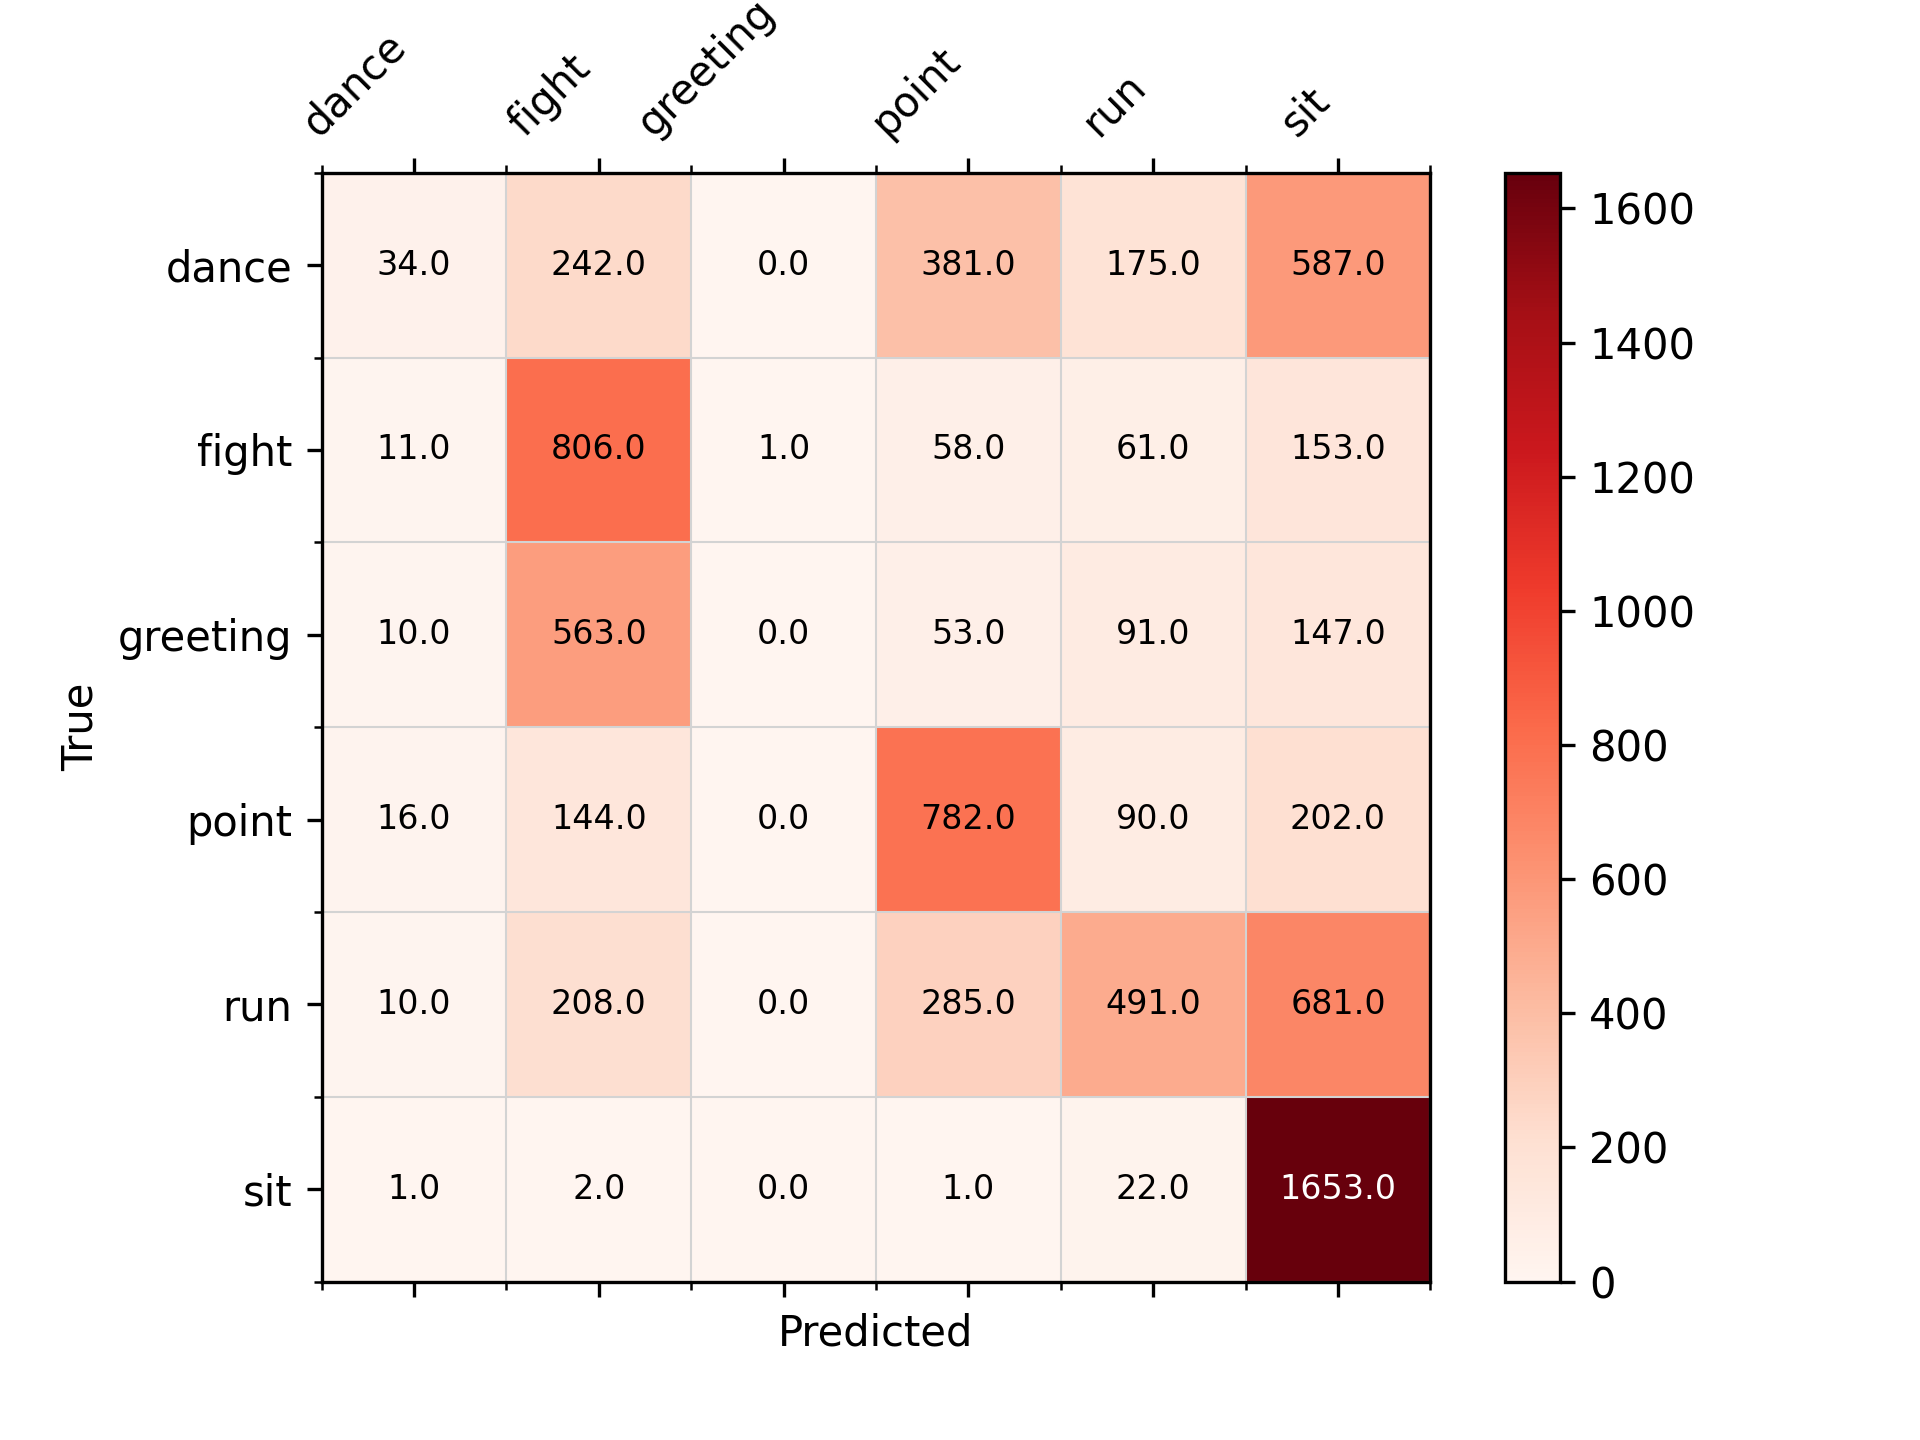 dance fight greeting point run sit
dance 34.0 242.0 0.0 381.0 175.0 587.0 1600
1400
fight 11.0 806.0 1.0 58.0 61.0 153.0
1200
greeting 10.0 563.0 0.0 53.0 91.0 147.0 1000
True
800
point 16.0 144.0 0.0 782.0 90.0 202.0
600
run 10.0 208.0 0.0 285.0 491.0 681.0 400
200
sit 1.0 2.0 0.0 1.0 22.0 1653.0
0
Predicted